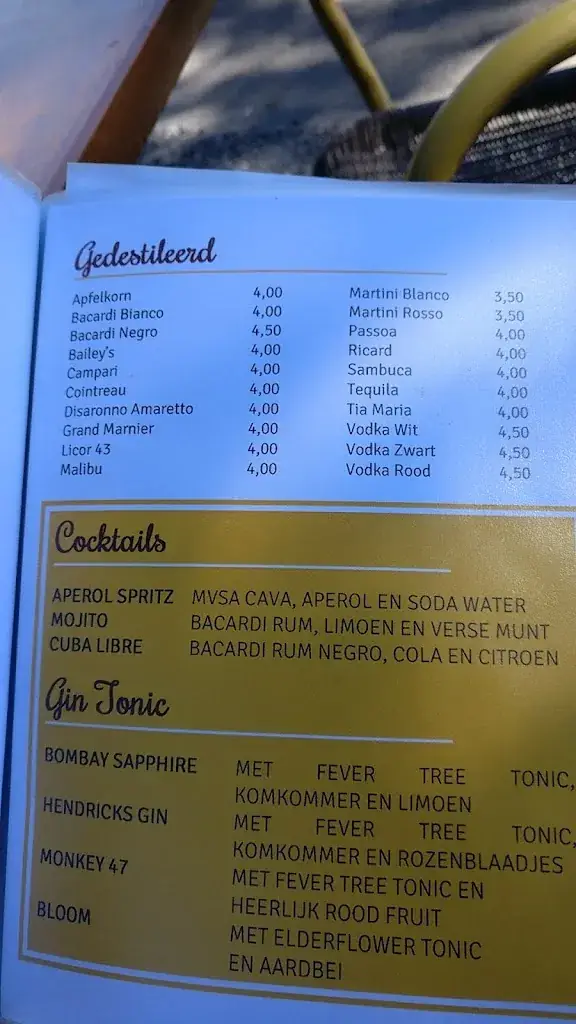 Gedestileerd
Apfelkorn 4,00
Bacardi Bianco 4,00
Bacardi Negro 4,50
Bailey's 4,00
Campari 4,00
Cointreau 4,00
Disaronno Amaretto 4,00
Grand Marnier 4,00
Licor 43 4,00
Malibu 4,00
Martini Blanco 3,50
Martini Rosso 3,50
Passoa 4,00
Ricard 4,00
Sambuca 4,00
Tequila 4,00
Tia Maria 4,00
Vodka Wit 4,50
Vodka Zwart 4,50
Vodka Rood 4,50
Cocktails
APEROL SPRITZ MVSA CAVA, APEROL EN SODA WATER
MOJITO BACARDI RUM, LIMOEN EN VERSE MUNT
CUBA LIBRE BACARDI RUM NEGRO, COLA EN CITROEN
Gin Tonic
BOMBAY SAPPHIRE MET FEVER TREE TONIC,
KOMKOMMER EN LIMOEN
HENDRICKS GIN MET FEVER TREE TONIC,
KOMKOMMER EN ROZENBLAADJES
MONKEY 47 MET FEVER TREE TONIC EN
HEERLIJK ROOD FRUIT
BLOOM MET ELDERFLOWER TONIC
EN AARDBEI